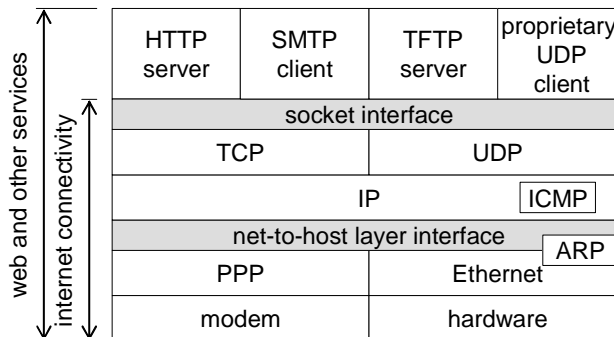 web and other services
internet connectivity
HTTP
server
SMTP
client
TFTP
server
proprietary
UDP
client
socket interface
TCP
UDP
IP
ICMP
net-to-host layer interface
ARP
PPP
Ethernet
modem
hardware